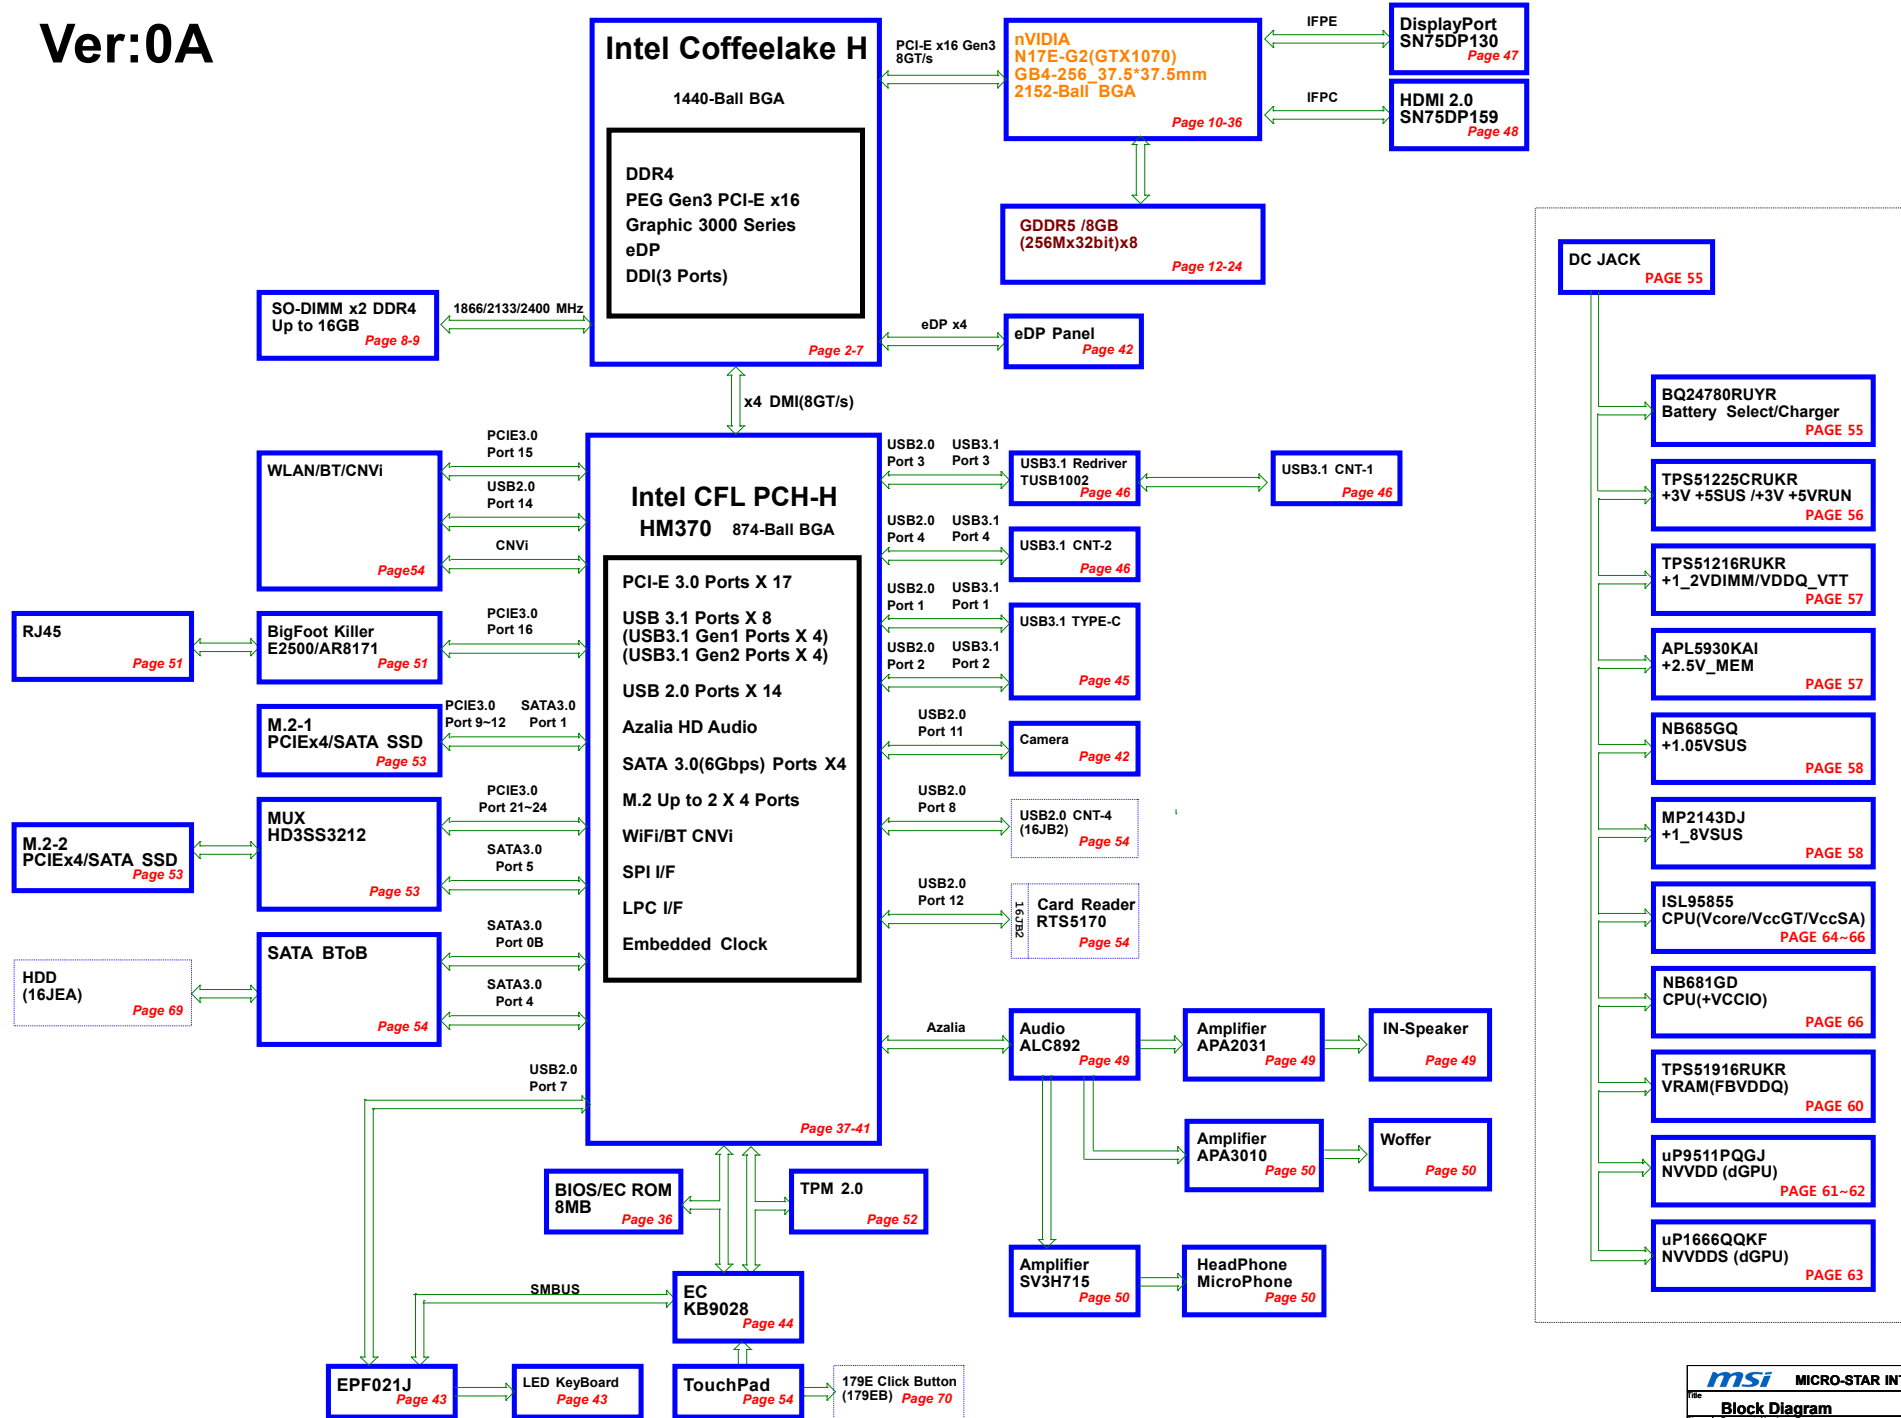 Ver:0A
Intel Coffeelake H
1440-Ball BGA
DDR4
PEG Gen3 PCI-E x16
Graphic 3000 Series
eDP
DDI(3 Ports)
Page 2-7
PCI-E x16 Gen3
8GT/s
nVIDIA
N17E-G2(GTX1070)
GB4-256_37.5*37.5mm
2152-Ball BGA
Page 10-36
IFPE
DisplayPort
SN75DP130
Page 47
IFPC
HDMI 2.0
SN75DP159
Page 48
GDDR5 /8GB
(256Mx32bit)x8
Page 12-24
SO-DIMM x2 DDR4
Up to 16GB
Page 8-9
1866/2133/2400 MHz
eDP x4
eDP Panel
Page 42
x4 DMI(8GT/s)
Intel CFL PCH-H
HM370 874-Ball BGA
PCI-E 3.0 Ports X 17
USB 3.1 Ports X 8
(USB3.1 Gen1 Ports X 4)
(USB3.1 Gen2 Ports X 4)
USB 2.0 Ports X 14
Azalia HD Audio
SATA 3.0(6Gbps) Ports X4
M.2 Up to 2 X 4 Ports
WiFi/BT CNVi
SPI I/F
LPC I/F
Embedded Clock
Page 37-41
WLAN/BT/CNVi
Page54
PCIE3.0
Port 15
USB2.0
Port 14
CNVi
RJ45
Page 51
BigFoot Killer
E2500/AR8171
Page 51
PCIE3.0
Port 16
M.2-1
PCIEx4/SATA SSD
Page 53
PCIE3.0
Port 9~12
SATA3.0
Port 1
M.2-2
PCIEx4/SATA SSD
Page 53
MUX
HD3SS3212
Page 53
PCIE3.0
Port 21~24
SATA3.0
Port 5
HDD
(16JEA)
Page 69
SATA BToB
Page 54
SATA3.0
Port 0B
SATA3.0
Port 4
USB2.0
Port 7
USB2.0
Port 3
USB3.1
Port 3
USB3.1 Redriver
TUSB1002
Page 46
USB3.1 CNT-1
Page 46
USB2.0
Port 4
USB3.1
Port 4
USB3.1 CNT-2
Page 46
USB2.0
Port 1
USB3.1
Port 1
USB3.1 TYPE-C
Page 45
USB2.0
Port 2
USB3.1
Port 2
USB2.0
Port 11
Camera
Page 42
USB2.0
Port 8
USB2.0 CNT-4
(16JB2)
Page 54
USB2.0
Port 12
16JB2
Card Reader
RTS5170
Page 54
Azalia
Audio
ALC892
Page 49
Amplifier
APA2031
Page 49
IN-Speaker
Page 49
Amplifier
APA3010
Page 50
Woffer
Page 50
Amplifier
SV3H715
Page 50
HeadPhone
MicroPhone
Page 50
BIOS/EC ROM
8MB
Page 36
TPM 2.0
Page 52
SMBUS
EC
KB9028
Page 44
EPF021J
Page 43
LED KeyBoard
Page 43
TouchPad
Page 54
179E Click Button
(179EB) Page 70
DC JACK
PAGE 55
BQ24780RUYR
Battery Select/Charger
PAGE 55
TPS51225CRUKR
+3V +5SUS /+3V +5VRUN
PAGE 56
TPS51216RUKR
+1_2VDIMM/VDDQ_VTT
PAGE 57
APL5930KAI
+2.5V_MEM
PAGE 57
NB685GQ
+1.05VSUS
PAGE 58
MP2143DJ
+1_8VSUS
PAGE 58
ISL95855
CPU(Vcore/VccGT/VccSA)
PAGE 64~66
NB681GD
CPU(+VCCIO)
PAGE 66
TPS51916RUKR
VRAM(FBVDDQ)
PAGE 60
uP9511PQGJ
NVVDD (dGPU)
PAGE 61~62
uP1666QQKF
NVVDDS (dGPU)
PAGE 63
msi MICRO-STAR INT
Title
Block Diagram